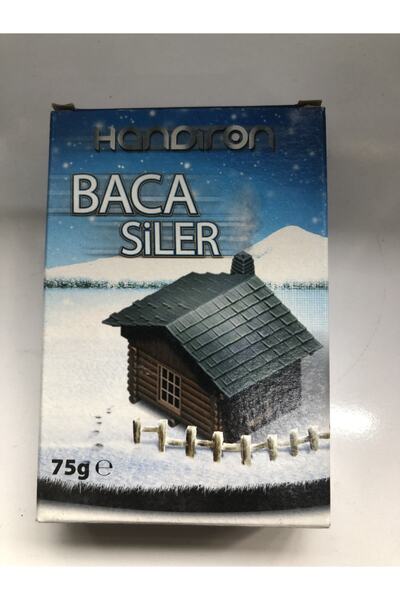 HANDIRON
BACA
SiLER
75g ℮